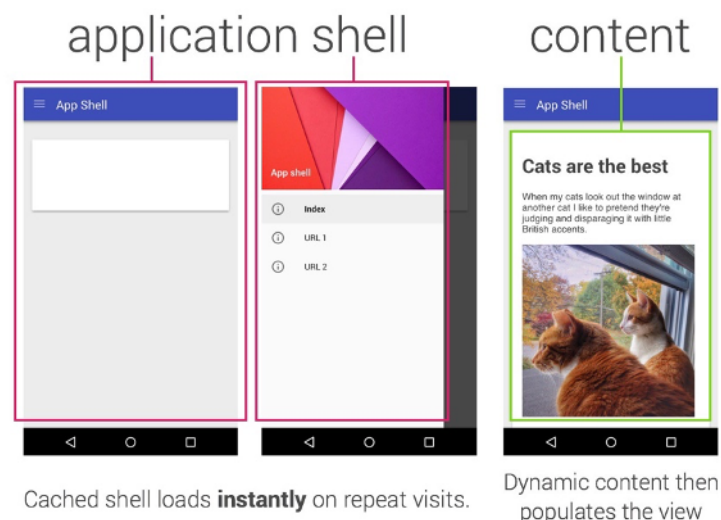 application shell
content
App Shell
App shell
Index
URL 1
URL 2
App Shell
Cats are the best
When my cats look out the window at
another cat I like to pretend they're
judging and disparaging it with little
British accents.
Cached shell loads instantly on repeat visits.
Dynamic content then
populates the view